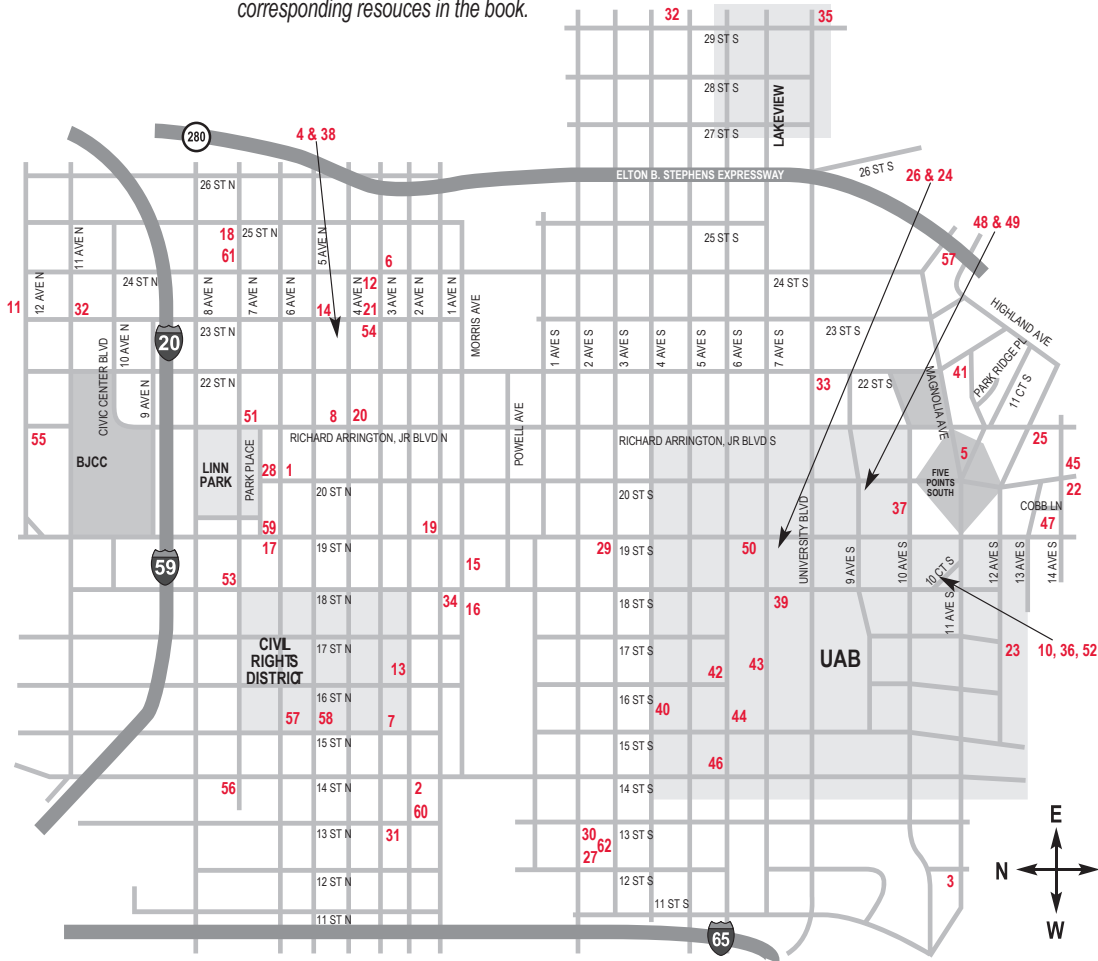 corresponding resouces in the book.
32
35
29 ST S
28 ST S
LAKEVIEW
27 ST S
280
4 & 38
ELTON B. STEPHENS EXPRESSWAY
26 ST S
26 & 24
26 ST N
48 & 49
18
25 ST N
61
11 AVE N
5 AVE N
25 ST S
6
57
12 AVE N
24 ST N
8 AVE N
7 AVE N
6 AVE N
12
4 AVE N
3 AVE N
2 AVE N
1 AVE N
24 ST S
11
32
14
21
HIGHLAND AVE
20
10 AVE N
23 ST N
54
MORRIS AVE
1 AVE S
2 AVE S
3 AVE S
4 AVE S
5 AVE S
6 AVE S
7 AVE S
23 ST S
CIVIC CENTER BLVD
9 AVE N
22 ST N
33
22 ST S
MAGNOLIA AVE
41
PARK RIDGE PL
11 CT S
51
8
20
POWELL AVE
55
BJCC
RICHARD ARRINGTON, JR BLVD N
RICHARD ARRINGTON, JR BLVD S
25
5
LINN
PARK
PARK PLACE
28
1
FIVE
POINTS
SOUTH
45
22
20 ST N
20 ST S
UNIVERSITY BLVD
37
COBB LN
47
59
19
17
19 ST N
15
29
19 ST S
50
9 AVE S
10 AVE S
10 CT S
12 AVE S
13 AVE S
14 AVE S
59
53
18 ST N
34
16
18 ST S
39
11 AVE S
CIVIL
RIGHTS
DISTRICT
17 ST N
13
17 ST S
42
43
UAB
23
10, 36, 52
16 ST N
57
58
7
16 ST S
40
44
15 ST N
15 ST S
46
56
14 ST N
2
60
14 ST S
13 ST N
31
30
62
27
13 ST S
E
N
W
12 ST N
12 ST S
3
11 ST N
11 ST S
65